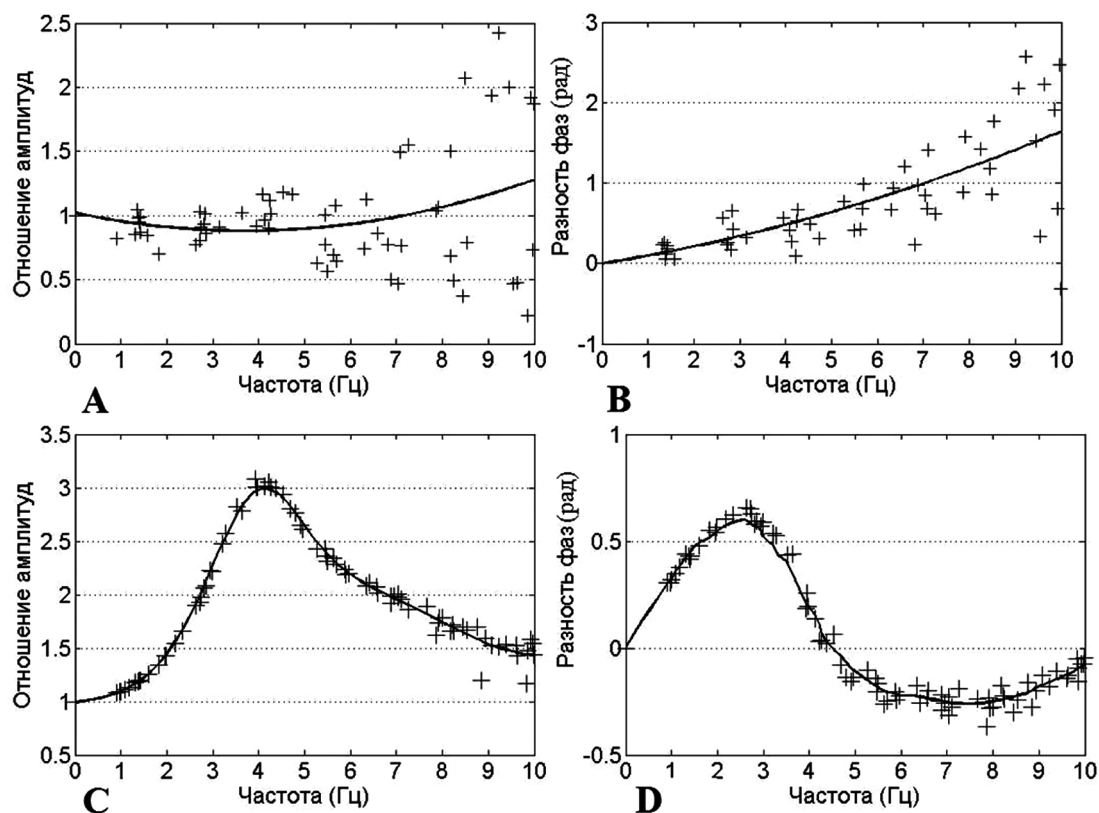 Отношение амплитуд
2.5
2
1.5
1
0.5
0
0 1 2 3 4 5 6 7 8 9 10
Частота (Гц)
A
Разность фаз (рад)
3
2
1
0
-1
0 1 2 3 4 5 6 7 8 9 10
Частота (Гц)
B
Отношение амплитуд
3.5
3
2.5
2
1.5
1
0.5
0 1 2 3 4 5 6 7 8 9 10
Частота (Гц)
C
Разность фаз (рад)
1
0.5
0
-0.5
0 1 2 3 4 5 6 7 8 9 10
Частота (Гц)
D